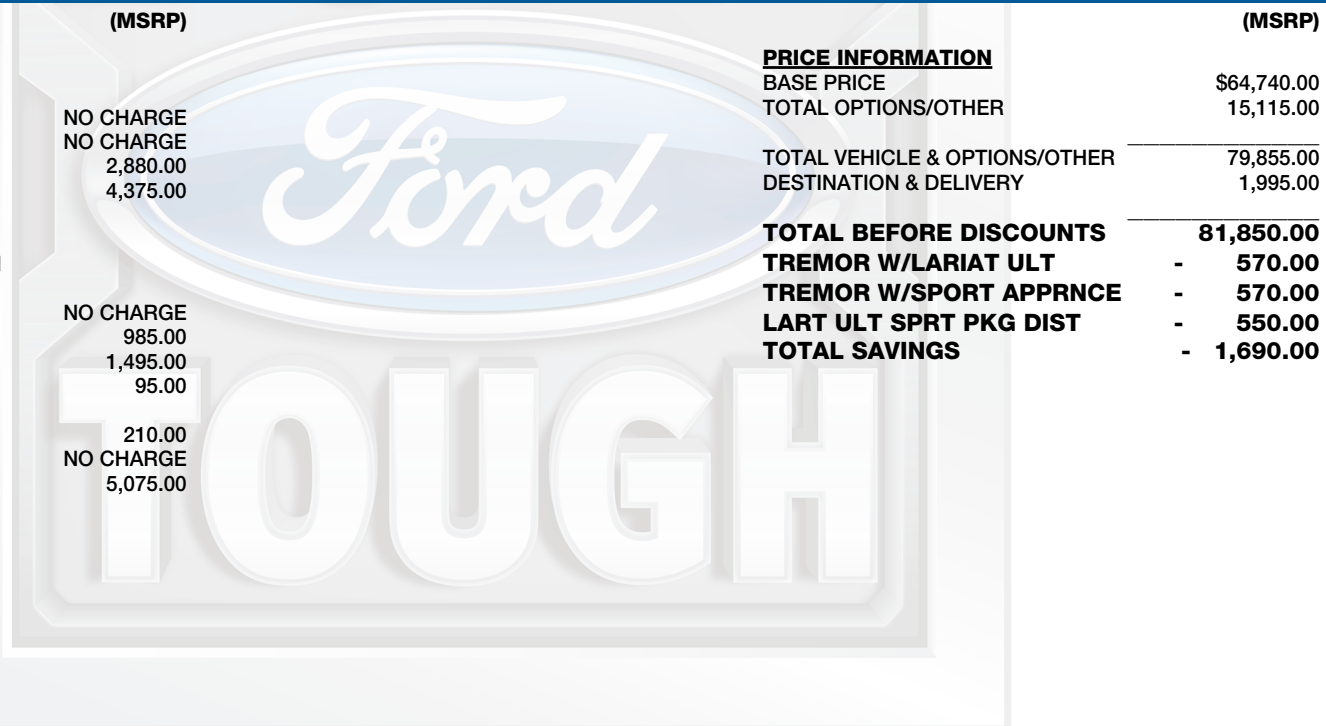 (MSRP)
NO CHARGE
NO CHARGE
2,880.00
4,375.00
NO CHARGE
985.00
1,495.00
95.00
210.00
NO CHARGE
5,075.00
Ford
TOUGH
(MSRP)
PRICE INFORMATION
BASE PRICE $64,740.00
TOTAL OPTIONS/OTHER 15,115.00
TOTAL VEHICLE & OPTIONS/OTHER 79,855.00
DESTINATION & DELIVERY 1,995.00
TOTAL BEFORE DISCOUNTS 81,850.00
TREMOR W/LARIAT ULT - 570.00
TREMOR W/SPORT APPRNCE - 570.00
LART ULT SPRT PKG DIST - 550.00
TOTAL SAVINGS - 1,690.00